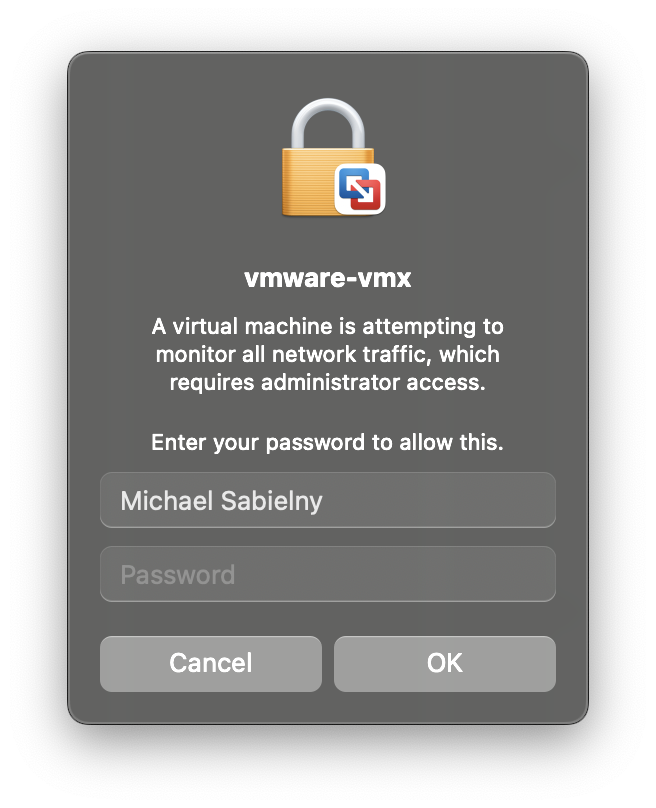 vmware-vmx
A virtual machine is attempting to
monitor all network traffic, which
requires administrator access.
Enter your password to allow this.
Michael Sabielny
Password
Cancel
OK